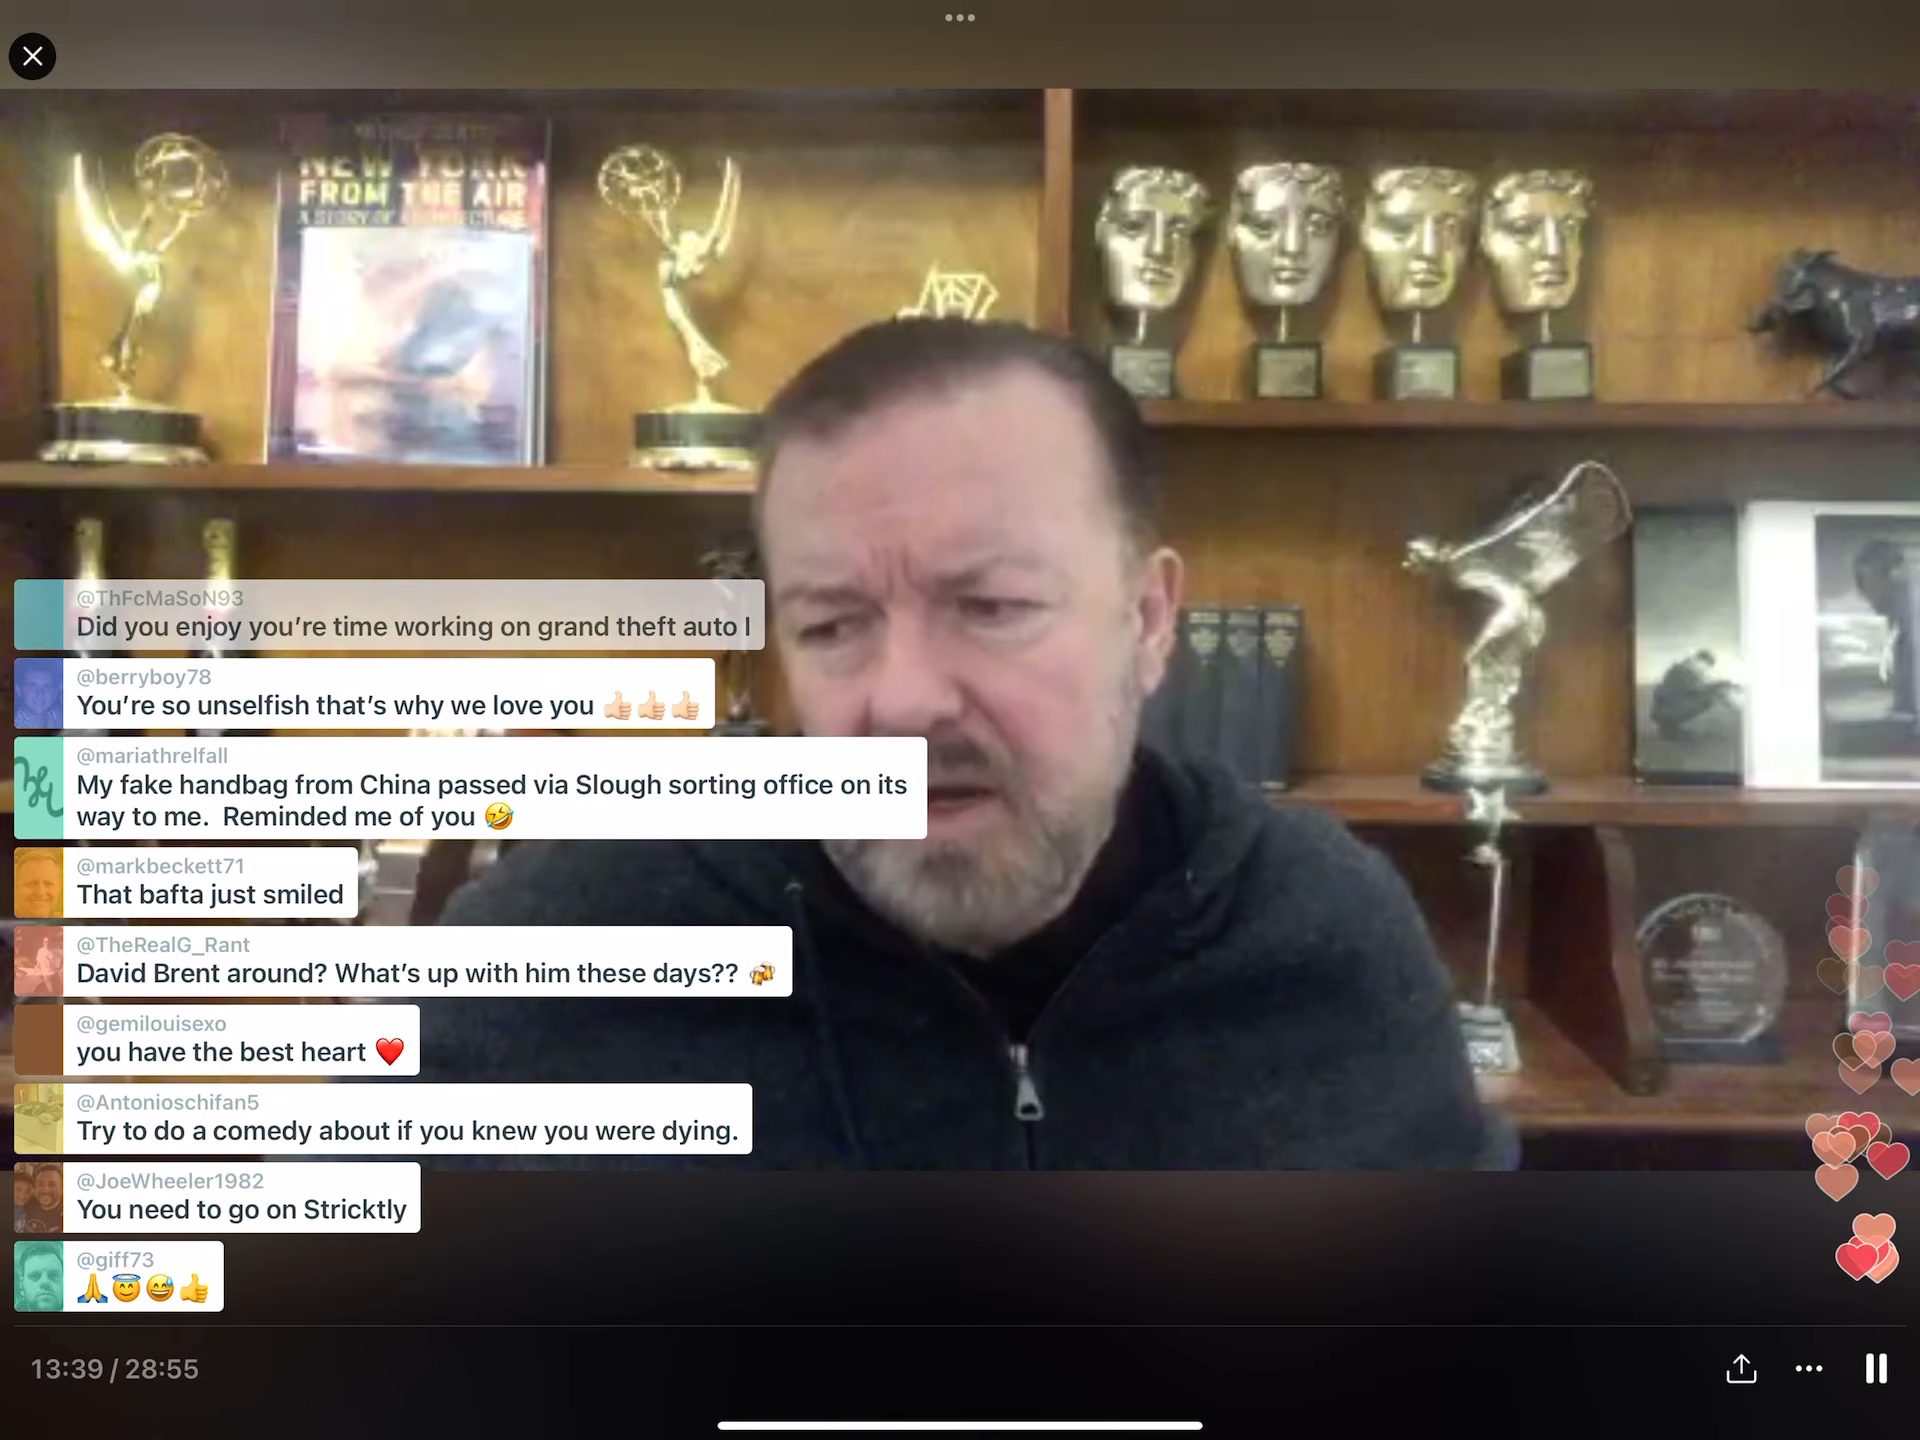 NEW YORK
FROM THE AIR
A STORY OF ARCHITECTURE
@ThFcMaSoN93
Did you enjoy you’re time working on grand theft auto I
@berryboy78
You’re so unselfish that’s why we love you 👍🏻👍🏻👍🏻
@mariathrelfall
My fake handbag from China passed via Slough sorting office on its
way to me.  Reminded me of you 🤣
@markbeckett71
That bafta just smiled
@TheRealG_Rant
David Brent around? What’s up with him these days?? 🍻
@gemilouisexo
you have the best heart ❤️
@Antonioschifan5
Try to do a comedy about if you knew you were dying.
@JoeWheeler1982
You need to go on Stricktly
@giff73
🙏😇😅👍
13:39 / 28:55